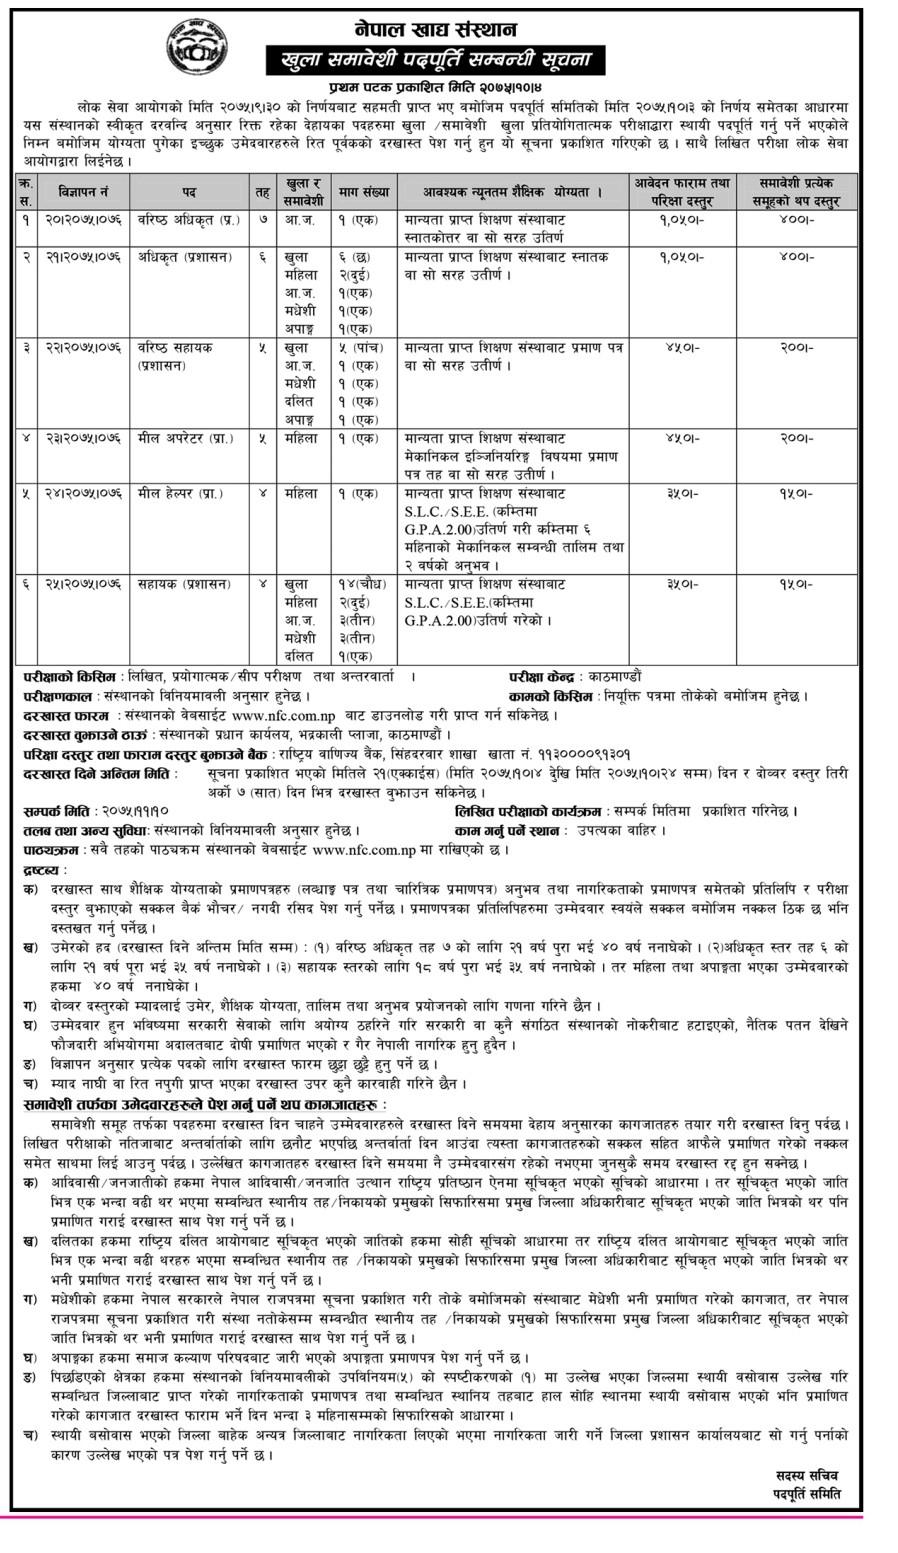 नेपाल खाद्य संस्थान
खुला समावेशी पदपूर्ति सम्बन्धी सूचना
प्रथम पटक प्रकाशित मिति २०७५।१०।४
लोक सेवा आयोगको मिति २०७५।९।३० को निर्णयबाट सहमती प्राप्त भए वमोजिम पदपूर्ति समितिको मिति २०७५।१०।३ को निर्णय समेतका आधारमा
यस संस्थानको स्वीकृत दरवन्दि अनुसार रिक्त रहेका देहायका पदहरुमा खुला /समावेशी खुला प्रतियोगितात्मक परीक्षाद्धारा स्थायी पदपूर्ति गर्नु पर्ने भएकोले
निम्न बमोजिम योग्यता पुगेका इच्छुक उमेदवारहरुले रित पूर्वकको दरखास्त पेश गर्नु हुन यो सूचना प्रकाशित गरिएको छ । साथै लिखित परीक्षा लोक सेवा
आयोगद्वारा लिईनेछ ।
क्र. स. विज्ञापन नं पद तह खुला र समावेशी माग संख्या आवश्यक न्यूनतम शैक्षिक योग्यता । आवेदन फाराम तथा परिक्षा दस्तुर समावेशी प्रत्येक समूहको थप दस्तुर
१ २०।२०७५।०७६ वरिष्ठ अधिकृत (प्र.) ७ आ.ज. १ (एक) मान्यता प्राप्त शिक्षण संस्थाबाट १,०५०।- ४००।-
स्नातकोत्तर वा सो सरह उतिर्ण
२ २१।२०७५।०७६ अधिकृत (प्रशासन) ६ खुला ६ (छ) मान्यता प्राप्त शिक्षण संस्थाबाट स्नातक १,०५०।- ४००।-
महिला २(दुई) वा सो सरह उतीर्ण ।
आ.ज. १(एक)
मधेशी १(एक)
अपाङ्ग १(एक)
३ २२।२०७५।०७६ वरिष्ठ सहायक ५ खुला ५ (पांच) मान्यता प्राप्त शिक्षण संस्थाबाट प्रमाण पत्र ४५०।- २००।-
(प्रशासन) आ.ज. १ (एक) वा सो सरह उतीर्ण ।
मधेशी १ (एक)
दलित १ (एक)
अपाङ्ग १ (एक)
४ २३।२०७५।०७६ मील अपरेटर (प्रा.) ५ महिला १ (एक) मान्यता प्राप्त शिक्षण संस्थाबाट ४५०।- २००।-
मेकानिकल इञ्जिनियरिङ्ग विषयमा प्रमाण
पत्र तह वा सो सरह उतीर्ण ।
५ २४।२०७५।०७६ मील हेल्पर (प्रा.) ४ महिला १ (एक) मान्यता प्राप्त शिक्षण संस्थाबाट ३५०।- १५०।-
S.L.C./S.E.E. (कम्तिमा
G.P.A.2.00)उतिर्ण गरी कम्तिमा ६
महिनाको मेकानिकल सम्बन्धी तालिम तथा
२ वर्षको अनुभव ।
६ २५।२०७५।०७६ सहायक (प्रशासन) ४ खुला १४(चौध) मान्यता प्राप्त शिक्षण संस्थाबाट ३५०।- १५०।-
महिला २(दुई) S.L.C./S.E.E.(कम्तिमा
आ.ज. ३(तीन) G.P.A.2.00)उतिर्ण गरेको ।
मधेशी ३(तीन)
दलित १(एक)
परीक्षाको किसिम : लिखित, प्रयोगात्मक /सीप परीक्षण तथा अन्तरवार्ता । परीक्षा केन्द्र : काठमाण्डौं
परीक्षणकाल : संस्थानको विनियमावली अनुसार हुनेछ । कामको किसिम : नियूक्ति पत्रमा तोकेको बमोजिम हुनेछ ।
दरखास्त फारम : संस्थानको वेबसाईट www.nfc.com.np बाट डाउनलोड गरी प्राप्त गर्न सकिनेछ ।
दरखास्त वुझाउने ठाऊं : संस्थानको प्रधान कार्यालय, भद्रकाली प्लाजा, काठमाण्डौं ।
परिक्षा दस्तुर तथा फाराम दस्तुर बुझाउने बैंक : राष्ट्रिय वाणिज्य बैंक, सिंहदरवार शाखा खाता नं. ११३००००९१३०१
दरखास्त दिने अन्तिम मिति : सूचना प्रकाशित भएको मितिले २१(एक्काईस) (मिति २०७५।१०।४ देखि मिति २०७५।१०।२४ सम्म) दिन र दोव्वर दस्तुर तिरी
अर्को ७ (सात) दिन भित्र दरखास्त वुझाउन सकिनेछ ।
सम्पर्क मिति : २०७५।११।१० लिखित परीक्षाको कार्यक्रम : सम्पर्क मितिमा प्रकाशित गरिनेछ ।
तलब तथा अन्य सुविधा: संस्थानको विनियमावली अनुसार हुनेछ । काम गर्नु पर्ने स्थान : उपत्यका वाहिर ।
पाठ्यक्रम : सवै तहको पाठ्यक्रम संस्थानको वेबसाईट www.nfc.com.np मा राखिएको छ ।
द्रष्टव्य :
क) दरखास्त साथ शैक्षिक योग्यताको प्रमाणपत्रहरु (लब्धाङ्क पत्र तथा चारित्रिक प्रमाणपत्र) अनुभव तथा नागरिकताको प्रमाणपत्र समेतको प्रतिलिपि र परीक्षा
दस्तुर बुझाएको सक्कल बैकं भौचर/ नगदी रसिद पेश गर्नु पर्नेछ । प्रमाणपत्रका प्रतिलिपिहरुमा उम्मेदवार स्वयंले सक्कल बमोजिम नक्कल ठिक छ भनि
दस्तखत गर्नु पर्नेछ ।
ख) उमेरको हद (दरखास्त दिने अन्तिम मिति सम्म) : (१) वरिष्ठ अधिकृत तह ७ को लागि २१ वर्ष पुरा भई ४० वर्ष ननाघेको । (२)अधिकृत स्तर तह ६ को
लागि २१ वर्ष पूरा भई ३५ वर्ष ननाघेको । (३) सहायक स्तरको लागि १८ वर्ष पुरा भई ३५ वर्ष ननाघेको । तर महिला तथा अपाङ्गता भएका उम्मेदवारको
हकमा ४० वर्ष ननाघेको ।
ग) दोव्वर दस्तुरको म्यादलाई उमेर, शैक्षिक योग्यता, तालिम तथा अनुभव प्रयोजनको लागि गणना गरिने छैन ।
घ) उम्मेदवार हुन भविष्यमा सरकारी सेवाको लागि अयोग्य ठहरिने गरि सरकारी वा कुनै संगठित संस्थानको नोकरीबाट हटाइएको, नैतिक पतन देखिने
फौजदारी अभियोगमा अदालतबाट दोषी प्रमाणित भएको र गैर नेपाली नागरिक हुनु हुदैन ।
ङ) विज्ञापन अनुसार प्रत्येक पदको लागि दरखास्त फारम छुट्टा छुट्टै हुनु पर्ने छ ।
च) म्याद नाघी वा रित नपुगी प्राप्त भएका दरखास्त उपर कुनै कारवाही गरिने छैन ।
समावेशी तर्फका उमेदवारहरुले पेश गर्नु पर्ने थप कागजातहरु :
समावेशी समूह तर्फका पदहरुमा दरखास्त दिन चाहने उम्मेदवारहरुले दरखास्त दिने समयमा देहाय अनुसारका कागजातहरु तयार गरी दरखास्त दिनु पर्दछ ।
लिखित परीक्षाको नतिजाबाट अन्तर्वार्ताको लागि छनौट भएपछि अन्तर्वार्ता दिन आउंदा त्यस्ता कागजातहरुको सक्कल सहित आफैले प्रमाणित गरेको नक्कल
समेत साथमा लिई आउनु पर्दछ । उल्लेखित कागजातहरु दरखास्त दिने समयमा नै उम्मेदवारसंग रहेको नभएमा जुनसुकै समय दरखास्त रद्द हुन सक्नेछ ।
क) आदिवासी/जनजातीको हकमा नेपाल आदिवासी/जनजाति उत्थान राष्ट्रिय प्रतिष्ठान ऐनमा सूचिकृत भएको सूचिको आधारमा । तर सूचिकृत भएको जाति
भित्र एक भन्दा वढी थर भएमा सम्वन्धित स्थानीय तह/निकायको प्रमुखको सिफारिसमा प्रमुख जिल्लाा अधिकारीबाट सूचिकृत भएको जाति भित्रको थर पनि
प्रमाणित गराई दरखास्त साथ पेश गर्नु पर्ने छ ।
ख) दलितका हकमा राष्ट्रिय दलित आयोगबाट सूचिकृत भएको जातिको हकमा सोही सूचिको आधारमा तर राष्ट्रिय दलित आयोगबाट सूचिकृत भएको जाति
भित्र एक भन्दा बढी थरहरु भएमा सम्वन्धित स्थानीय तह /निकायको प्रमुखको सिफारिसमा प्रमुख जिल्ला अधिकारीबाट सूचिकृत भएको जाति भित्रको थर
भनी प्रमाणित गराई दरखास्त साथ पेश गर्नु पर्ने छ ।
ग) मधेशीको हकमा नेपाल सरकारले नेपाल राजपत्रमा सूचना प्रकाशित गरी तोके वमोजिमको संस्थाबाट मेधेशी भनी प्रमाणित गरेको कागजात, तर नेपाल
राजपत्रमा सूचना प्रकाशित गरी संस्था नतोकेसम्म सम्वन्धीत स्थानीय तह /निकायको प्रमुखको सिफारिसमा प्रमुख जिल्ला अधिकारीबाट सूचिकृत भएको
जाति भित्रको थर भनी प्रमाणित गराई दरखास्त साथ पेश गर्नु पर्ने छ ।
घ) अपाङ्गका हकमा समाज कल्याण परिषदबाट जारी भएको अपाङ्गता प्रमाणपत्र पेश गर्नु पर्ने छ ।
ङ) पिछडिएको क्षेत्रका हकमा संस्थानको विनियमावलीको उपविनियम(५) को स्पष्टीकरणको (१) मा उल्लेख भएका जिल्लमा स्थायी वसोवास उल्लेख गरि
सम्बन्धित जिल्लाबाट प्राप्त गरेको नागरिकताको प्रमाणपत्र तथा सम्बन्धित स्थानिय तहबाट हाल सोहि स्थानमा स्थायी वसोवास भएको भनि प्रमाणित
गरेको कागजात दरखास्त फाराम भर्ने दिन भन्दा ३ महिनासम्मको सिफारिसको आधारमा ।
च) स्थायी बसोवास भएको जिल्ला बाहेक अन्यत्र जिल्लाबाट नागरिकता लिएको भएमा नागरिकता जारी गर्ने जिल्ला प्रशासन कार्यालयबाट सो गर्नु पर्नाको
कारण उल्लेख भएको पत्र पेश गर्नु पर्ने छ ।
सदस्य सचिव
पदपूर्ति समिति